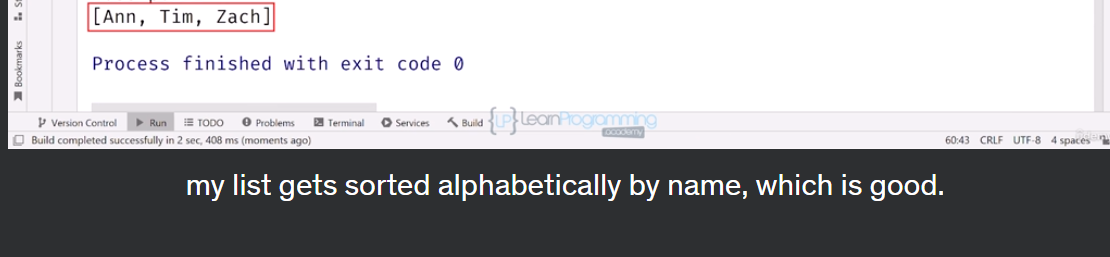 [Ann, Tim, Zach]
Process finished with exit code 0
Bookmarks
Version Control Run TODO Problems Terminal Services Build
{LP} LearnProgramming
academy
Build completed successfully in 2 sec, 408 ms (moments ago) 60:43 CRLF UTF-8 4 spaces
my list gets sorted alphabetically by name, which is good.